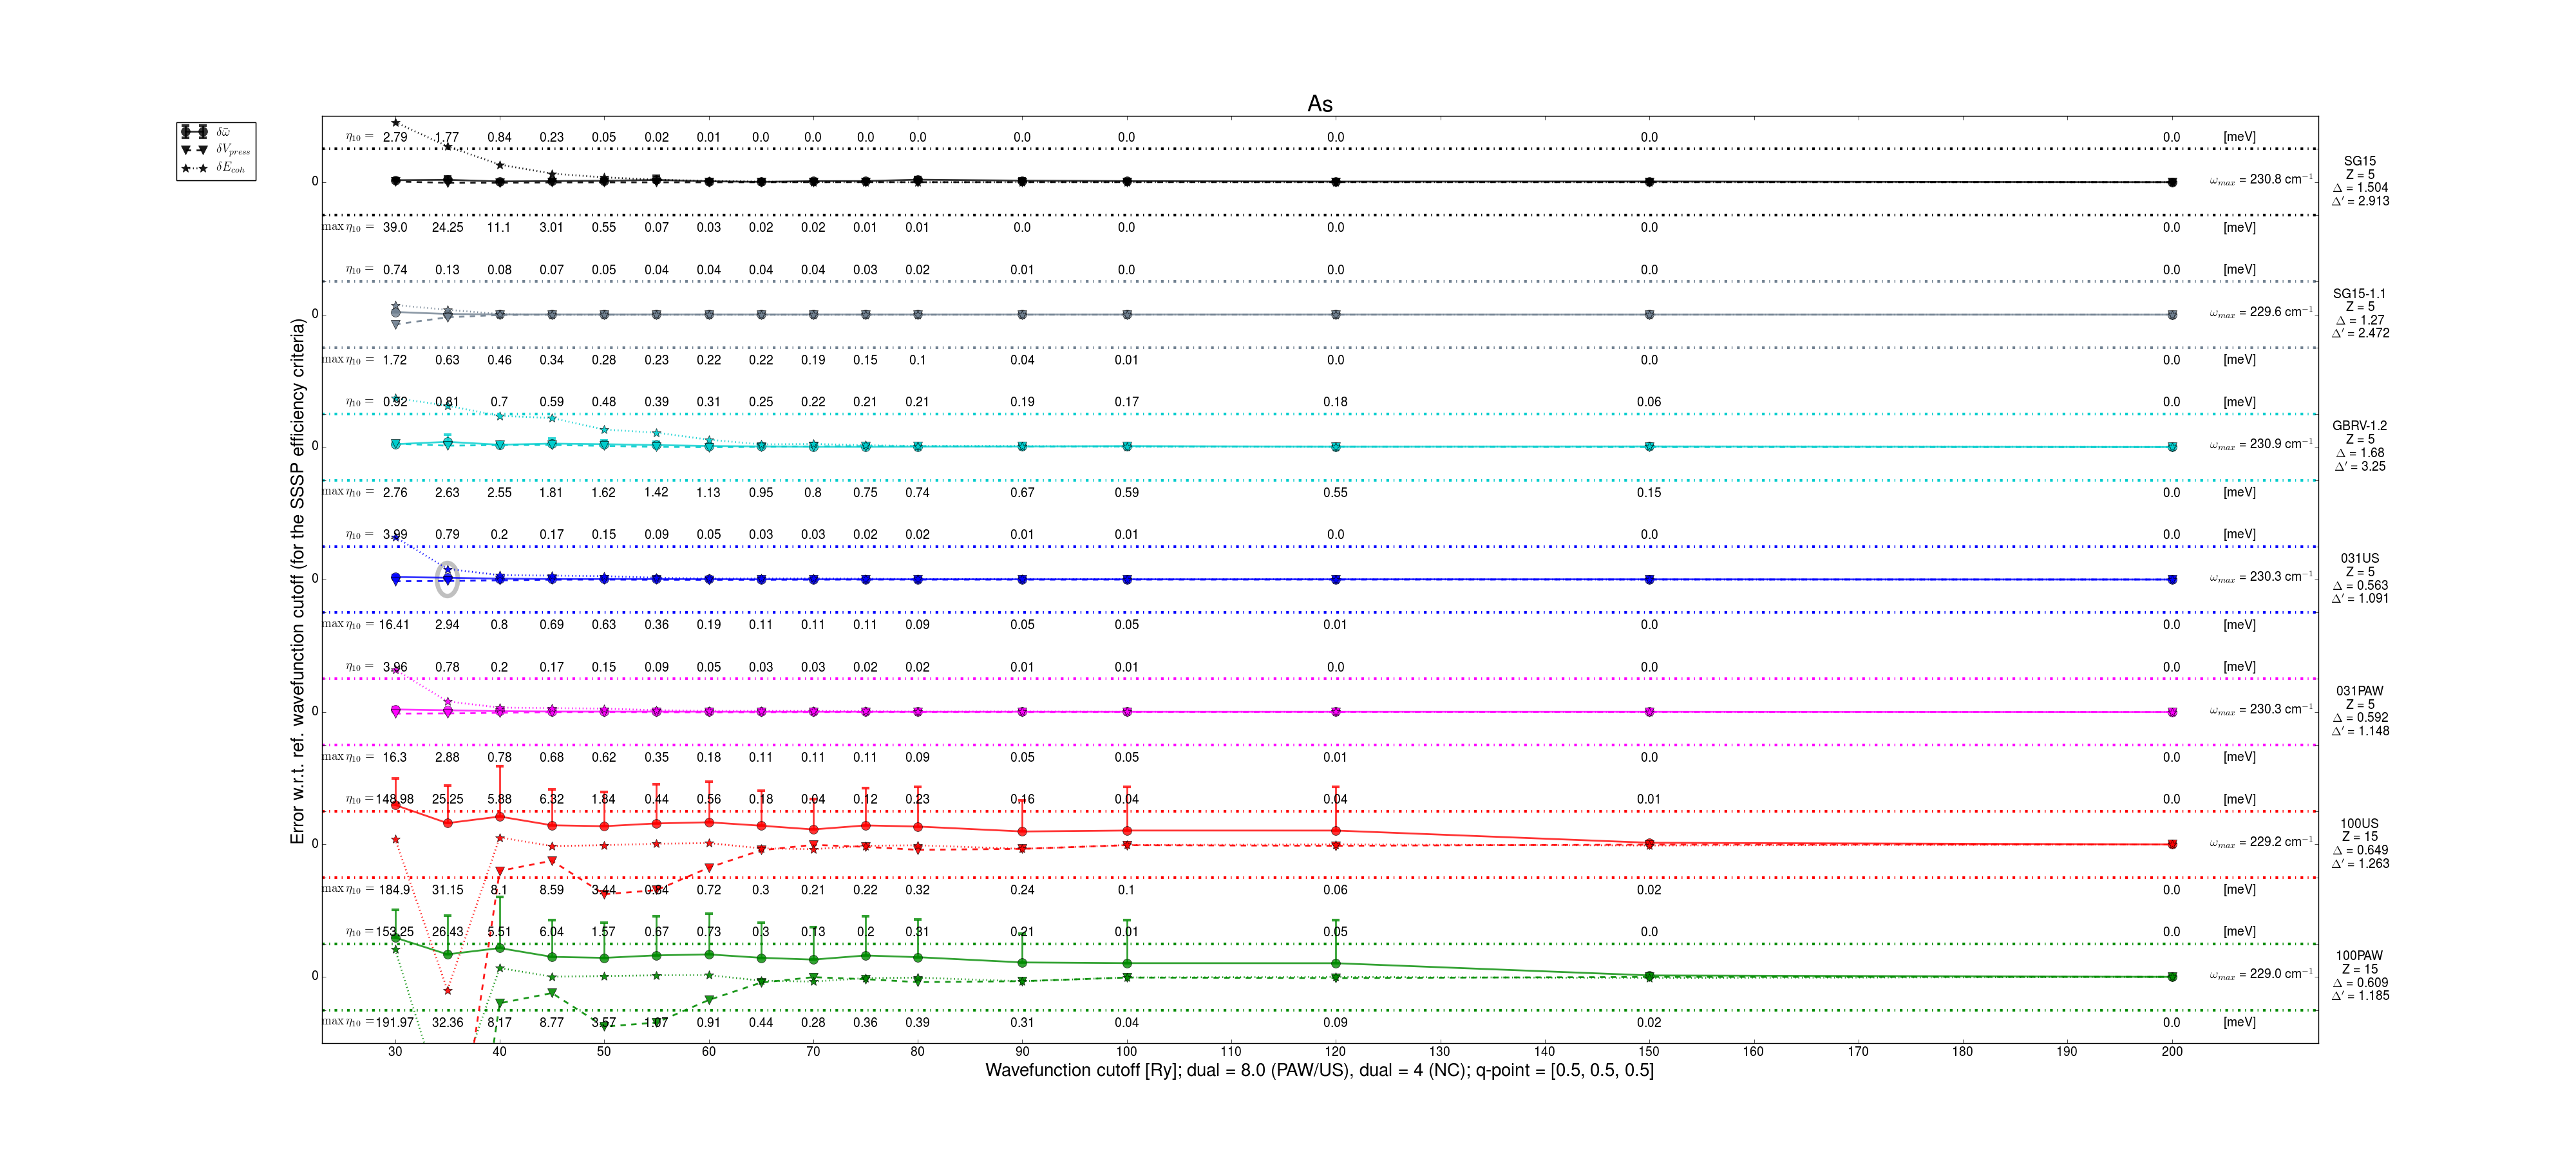 As
δω̄
δV_press
δE_coh
Error w.r.t. ref. wavefunction cutoff (for the SSSP efficiency criteria)
η₁₀ = 2.79 1.77 0.84 0.23 0.05 0.02 0.01 0.0 0.0 0.0 0.0 0.0 0.0 0.0 0.0 0.0 [meV]
0
ω_max = 230.8 cm⁻¹
SG15
Z = 5
Δ = 1.504
Δ′ = 2.913
max η₁₀ = 39.0 24.25 11.1 3.01 0.55 0.07 0.03 0.02 0.02 0.01 0.01 0.0 0.0 0.0 0.0 0.0 [meV]
η₁₀ = 0.74 0.13 0.08 0.07 0.05 0.04 0.04 0.04 0.04 0.03 0.02 0.01 0.0 0.0 0.0 0.0 [meV]
0
ω_max = 229.6 cm⁻¹
SG15-1.1
Z = 5
Δ = 1.27
Δ′ = 2.472
max η₁₀ = 1.72 0.63 0.46 0.34 0.28 0.23 0.22 0.22 0.19 0.15 0.1 0.04 0.01 0.0 0.0 0.0 [meV]
η₁₀ = 0.92 0.81 0.7 0.59 0.48 0.39 0.31 0.25 0.22 0.21 0.21 0.19 0.17 0.18 0.06 0.0 [meV]
0
ω_max = 230.9 cm⁻¹
GBRV-1.2
Z = 5
Δ = 1.68
Δ′ = 3.25
max η₁₀ = 2.76 2.63 2.55 1.81 1.62 1.42 1.13 0.95 0.8 0.75 0.74 0.67 0.59 0.55 0.15 0.0 [meV]
η₁₀ = 3.99 0.79 0.2 0.17 0.15 0.09 0.05 0.03 0.03 0.02 0.02 0.01 0.01 0.0 0.0 0.0 [meV]
0
ω_max = 230.3 cm⁻¹
031US
Z = 5
Δ = 0.563
Δ′ = 1.091
max η₁₀ = 16.41 2.94 0.8 0.69 0.63 0.36 0.19 0.11 0.11 0.11 0.09 0.05 0.05 0.01 0.0 0.0 [meV]
η₁₀ = 3.96 0.78 0.2 0.17 0.15 0.09 0.05 0.03 0.03 0.02 0.02 0.01 0.01 0.0 0.0 0.0 [meV]
0
ω_max = 230.3 cm⁻¹
031PAW
Z = 5
Δ = 0.592
Δ′ = 1.148
max η₁₀ = 16.3 2.88 0.78 0.68 0.62 0.35 0.18 0.11 0.11 0.11 0.09 0.05 0.05 0.01 0.0 0.0 [meV]
η₁₀ = 148.98 25.25 5.88 6.32 1.84 0.44 0.56 0.18 0.04 0.12 0.23 0.16 0.04 0.04 0.01 0.0 [meV]
0
ω_max = 229.2 cm⁻¹
100US
Z = 15
Δ = 0.649
Δ′ = 1.263
max η₁₀ = 184.9 31.15 8.1 8.59 3.44 0.84 0.72 0.3 0.21 0.22 0.32 0.24 0.1 0.06 0.02 0.0 [meV]
η₁₀ = 153.25 26.43 5.51 6.04 1.57 0.67 0.73 0.3 0.13 0.2 0.31 0.21 0.01 0.05 0.0 0.0 [meV]
0
ω_max = 229.0 cm⁻¹
100PAW
Z = 15
Δ = 0.609
Δ′ = 1.185
max η₁₀ = 191.97 32.36 8.17 8.77 3.57 1.07 0.91 0.44 0.28 0.36 0.39 0.31 0.04 0.09 0.02 0.0 [meV]
30 40 50 60 70 80 90 100 110 120 130 140 150 160 170 180 190 200
Wavefunction cutoff [Ry]; dual = 8.0 (PAW/US), dual = 4 (NC); q-point = [0.5, 0.5, 0.5]